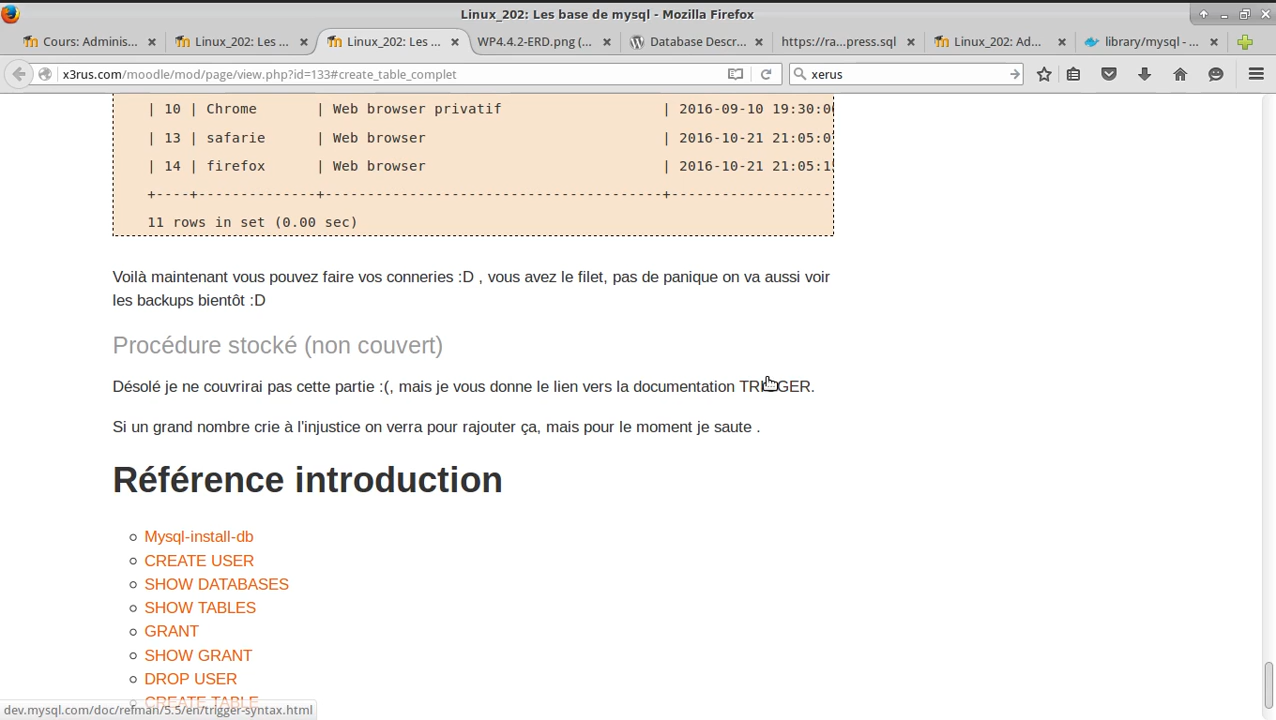 Linux_202: Les base de mysql - Mozilla Firefox
Cours: Adminis... × Linux_202: Les ... × Linux_202: Les ... × WP4.4.2-ERD.png (... × Database Descr... × https://ra...press.sql × Linux_202: Ad... × library/mysql - ... ×
x3rus.com/moodle/mod/page/view.php?id=133#create_table_complet xerus
| 10 | Chrome | Web browser privatif | 2016-09-10 19:30:0
| 13 | safarie | Web browser | 2016-10-21 21:05:0
| 14 | firefox | Web browser | 2016-10-21 21:05:1
+----+--------------+----------------------------------------+--------------------
11 rows in set (0.00 sec)
Voilà maintenant vous pouvez faire vos conneries :D , vous avez le filet, pas de panique on va aussi voir
les backups bientôt :D
Procédure stocké (non couvert)
Désolé je ne couvrirai pas cette partie :(, mais je vous donne le lien vers la documentation TRIGGER.
Si un grand nombre crie à l'injustice on verra pour rajouter ça, mais pour le moment je saute .
Référence introduction
Mysql-install-db
CREATE USER
SHOW DATABASES
SHOW TABLES
GRANT
SHOW GRANT
DROP USER
CREATE TABLE
dev.mysql.com/doc/refman/5.5/en/trigger-syntax.html